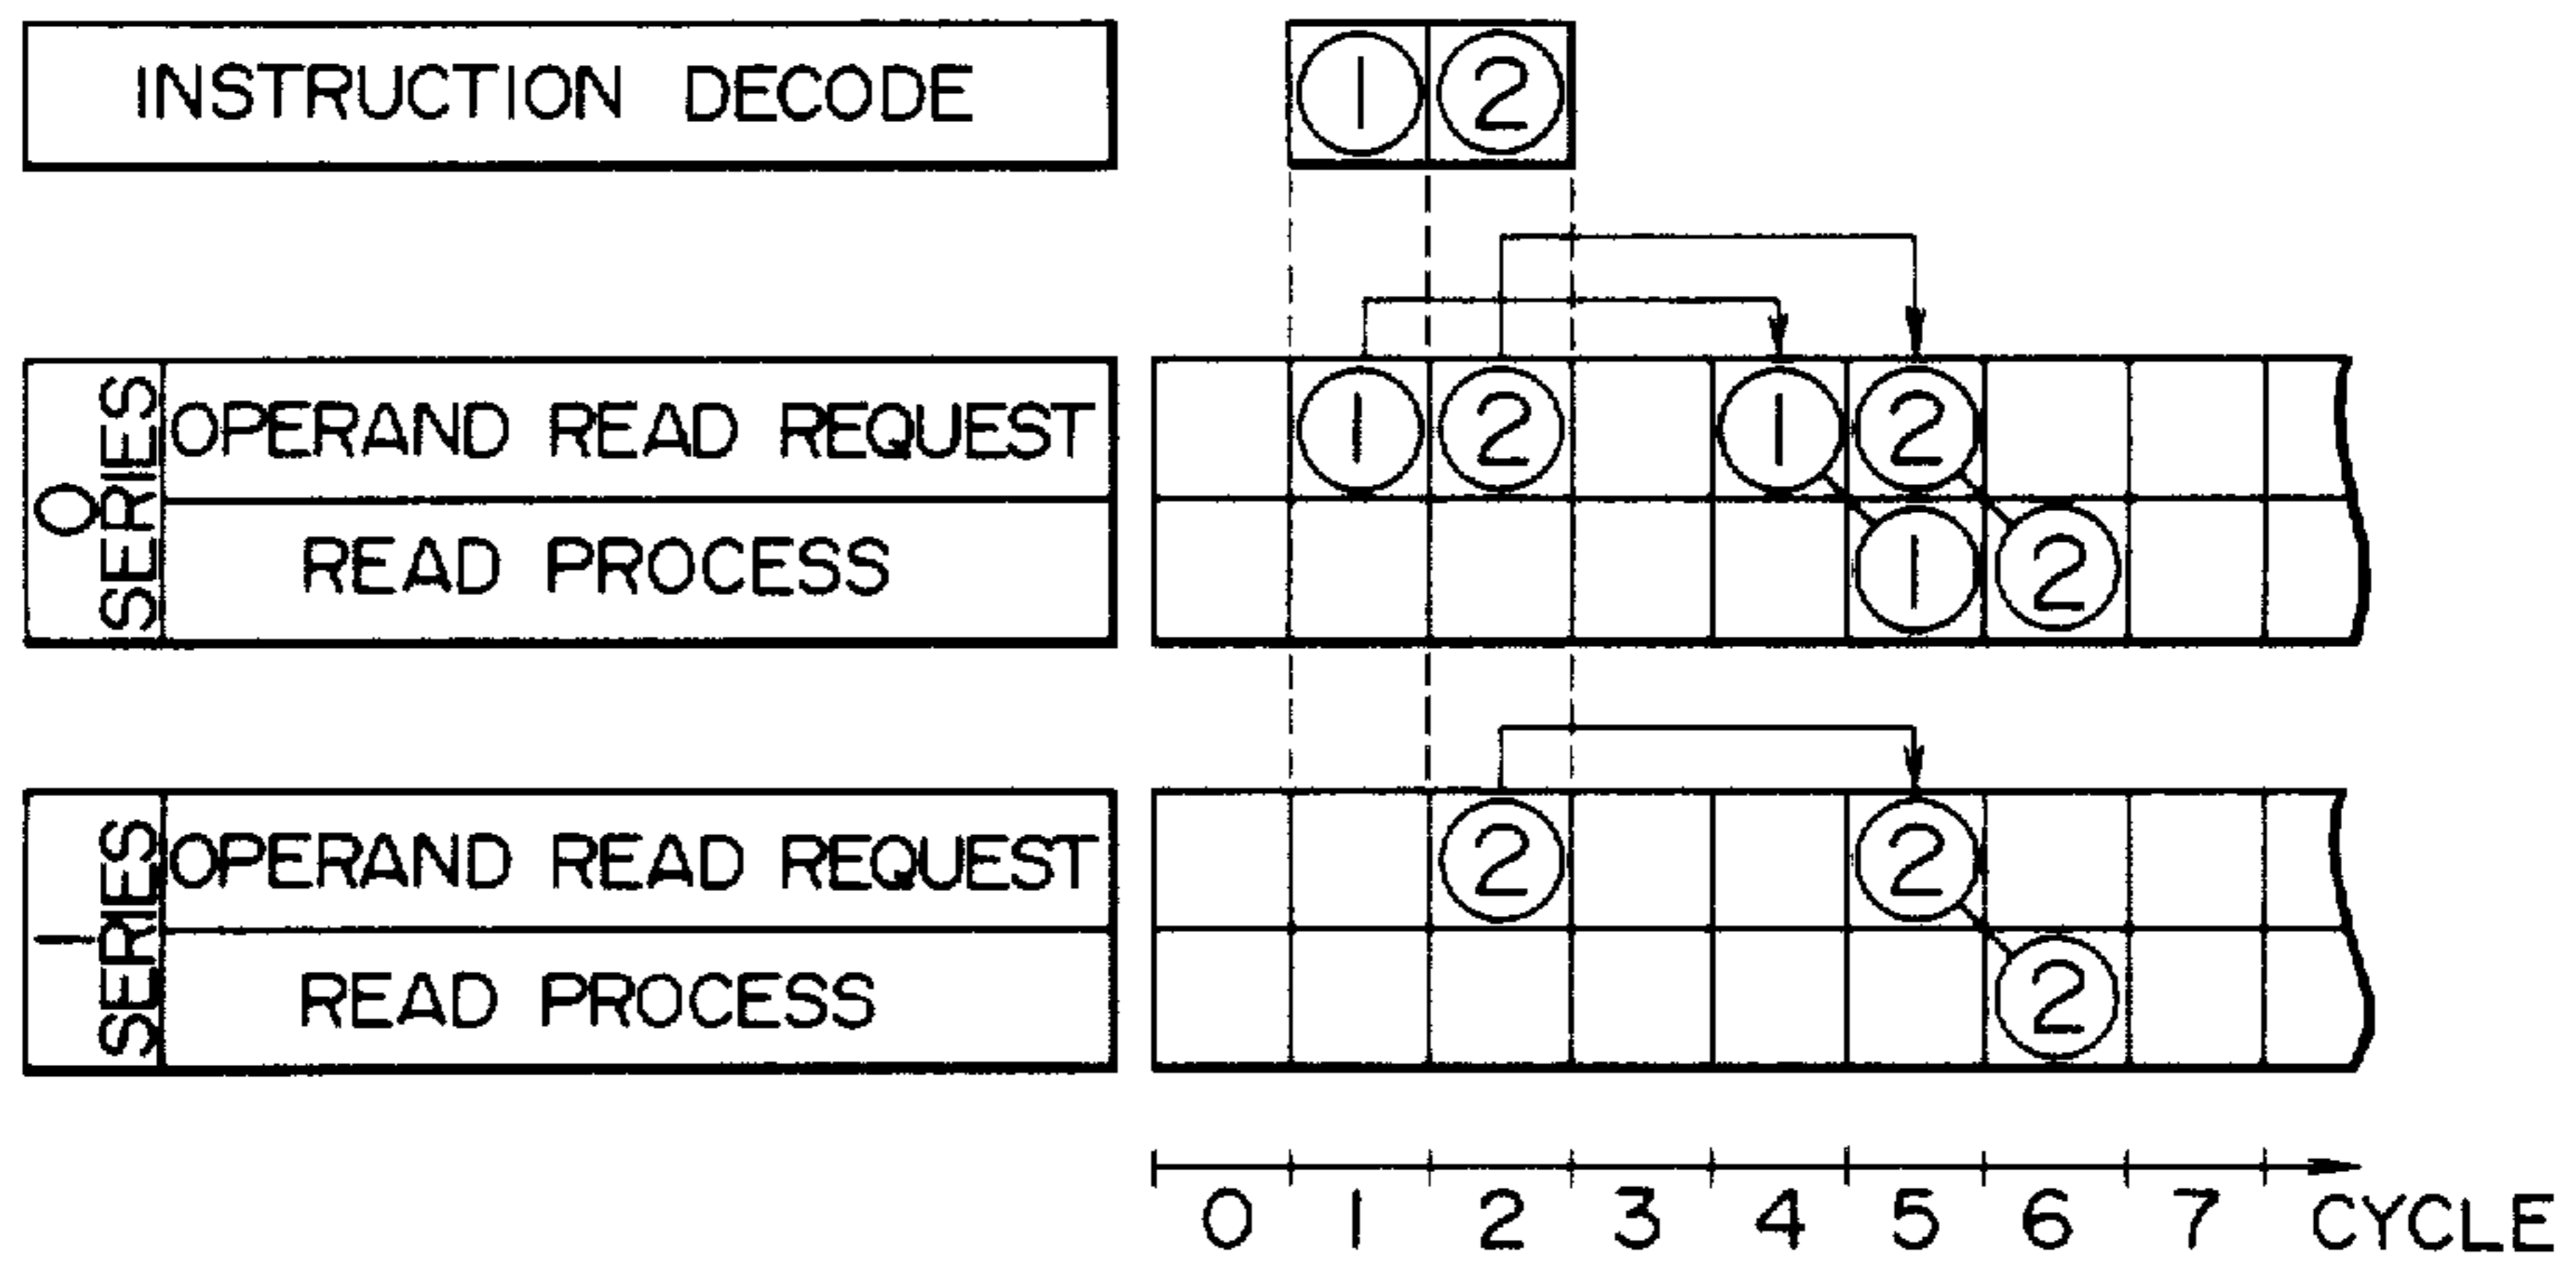 INSTRUCTION DECODE 1 2
0 SERIES
OPERAND READ REQUEST 1 2 1 2
READ PROCESS 1 2
1 SERIES
OPERAND READ REQUEST 2 2
READ PROCESS 2
0 1 2 3 4 5 6 7 CYCLE